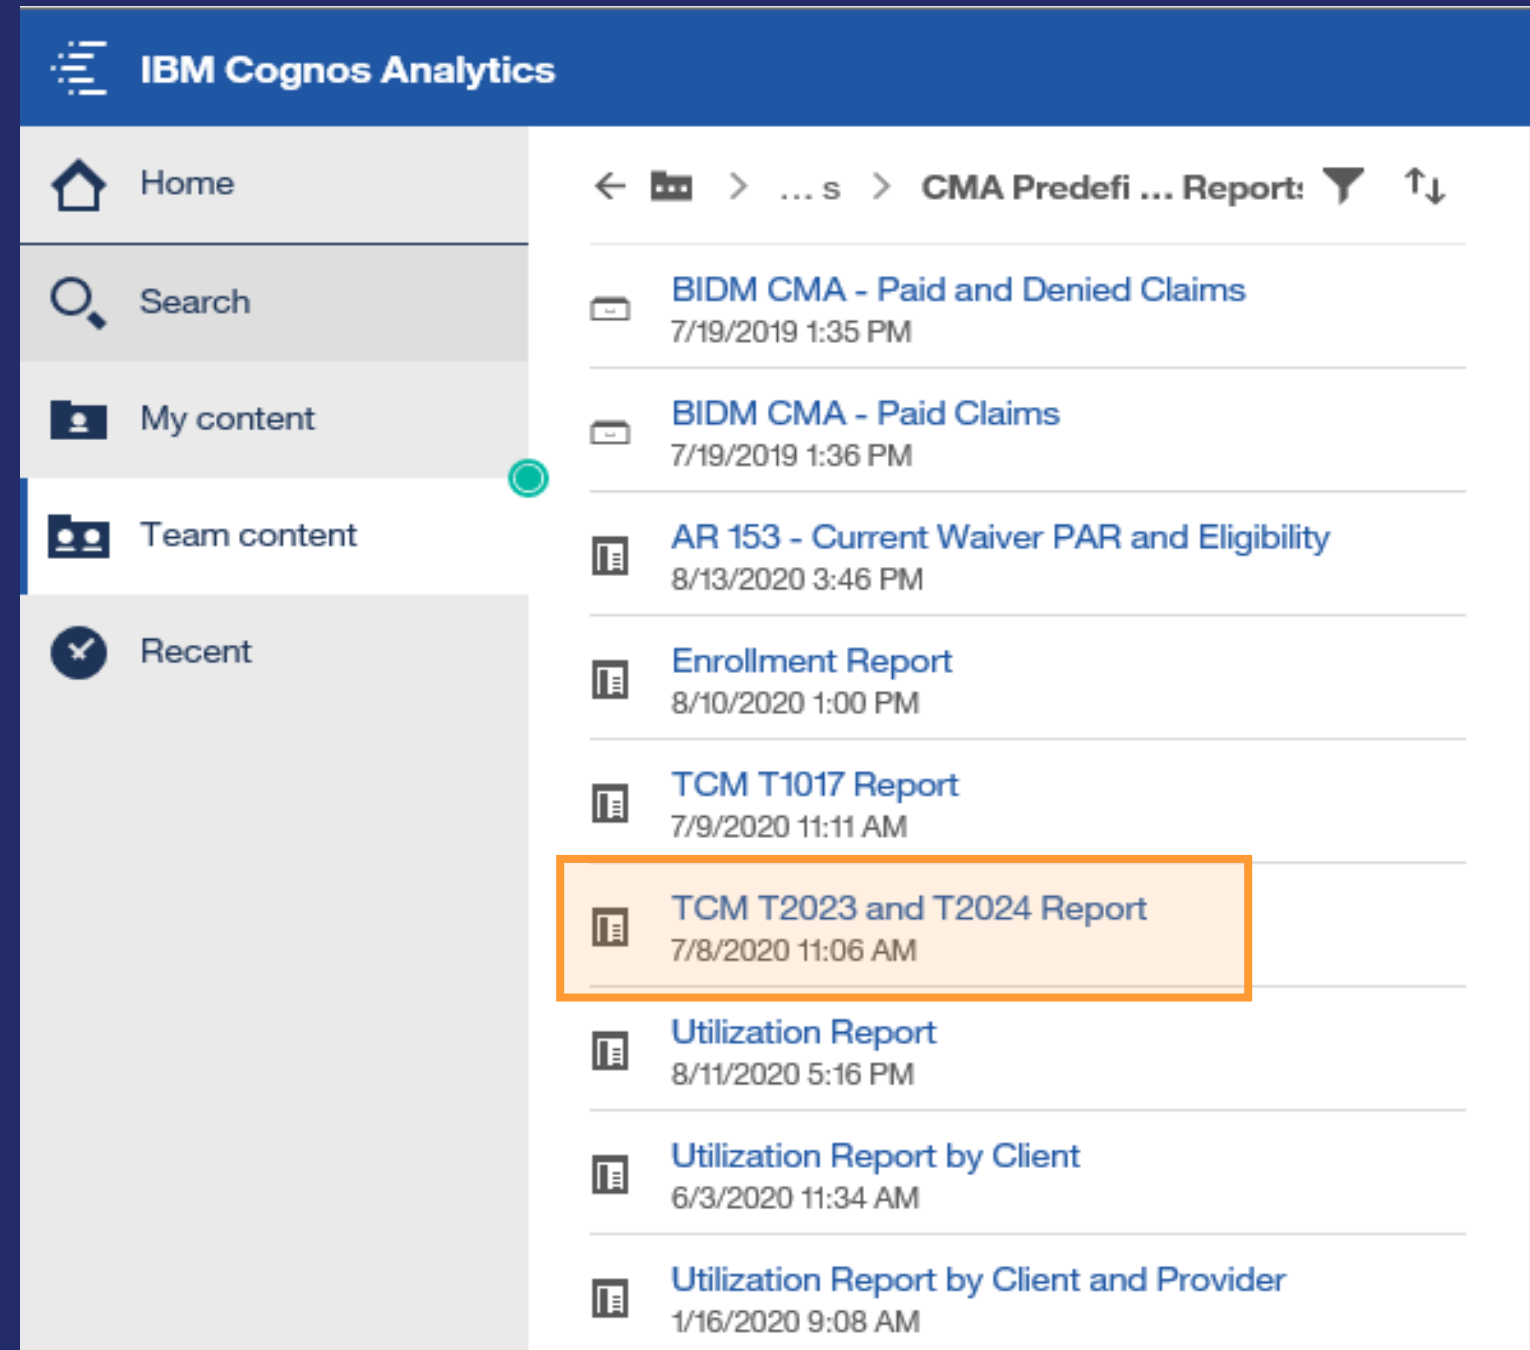 IBM Cognos Analytics
Home
Search
My content
Team content
Recent
... s > CMA Predefi ... Reports
BIDM CMA - Paid and Denied Claims
7/19/2019 1:35 PM
BIDM CMA - Paid Claims
7/19/2019 1:36 PM
AR 153 - Current Waiver PAR and Eligibility
8/13/2020 3:46 PM
Enrollment Report
8/10/2020 1:00 PM
TCM T1017 Report
7/9/2020 11:11 AM
TCM T2023 and T2024 Report
7/8/2020 11:06 AM
Utilization Report
8/11/2020 5:16 PM
Utilization Report by Client
6/3/2020 11:34 AM
Utilization Report by Client and Provider
1/16/2020 9:08 AM